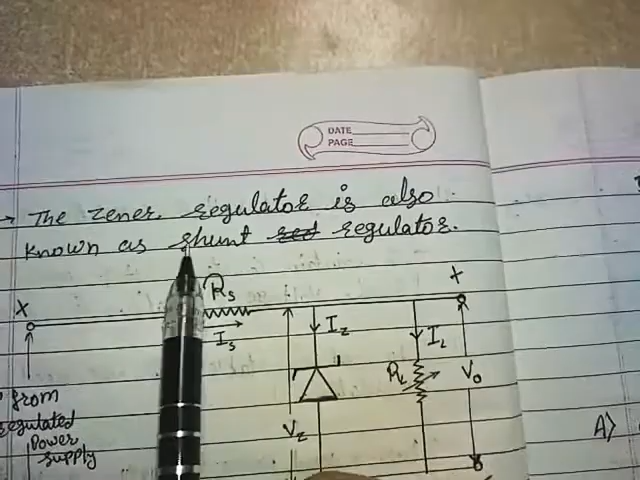 DATE
PAGE
→ The zener regulator is also
known as shunt regulator.
X
Rs
X
Is
Iz
IL
RL
Vo
Vz
from
regulated
Power
supply
A)